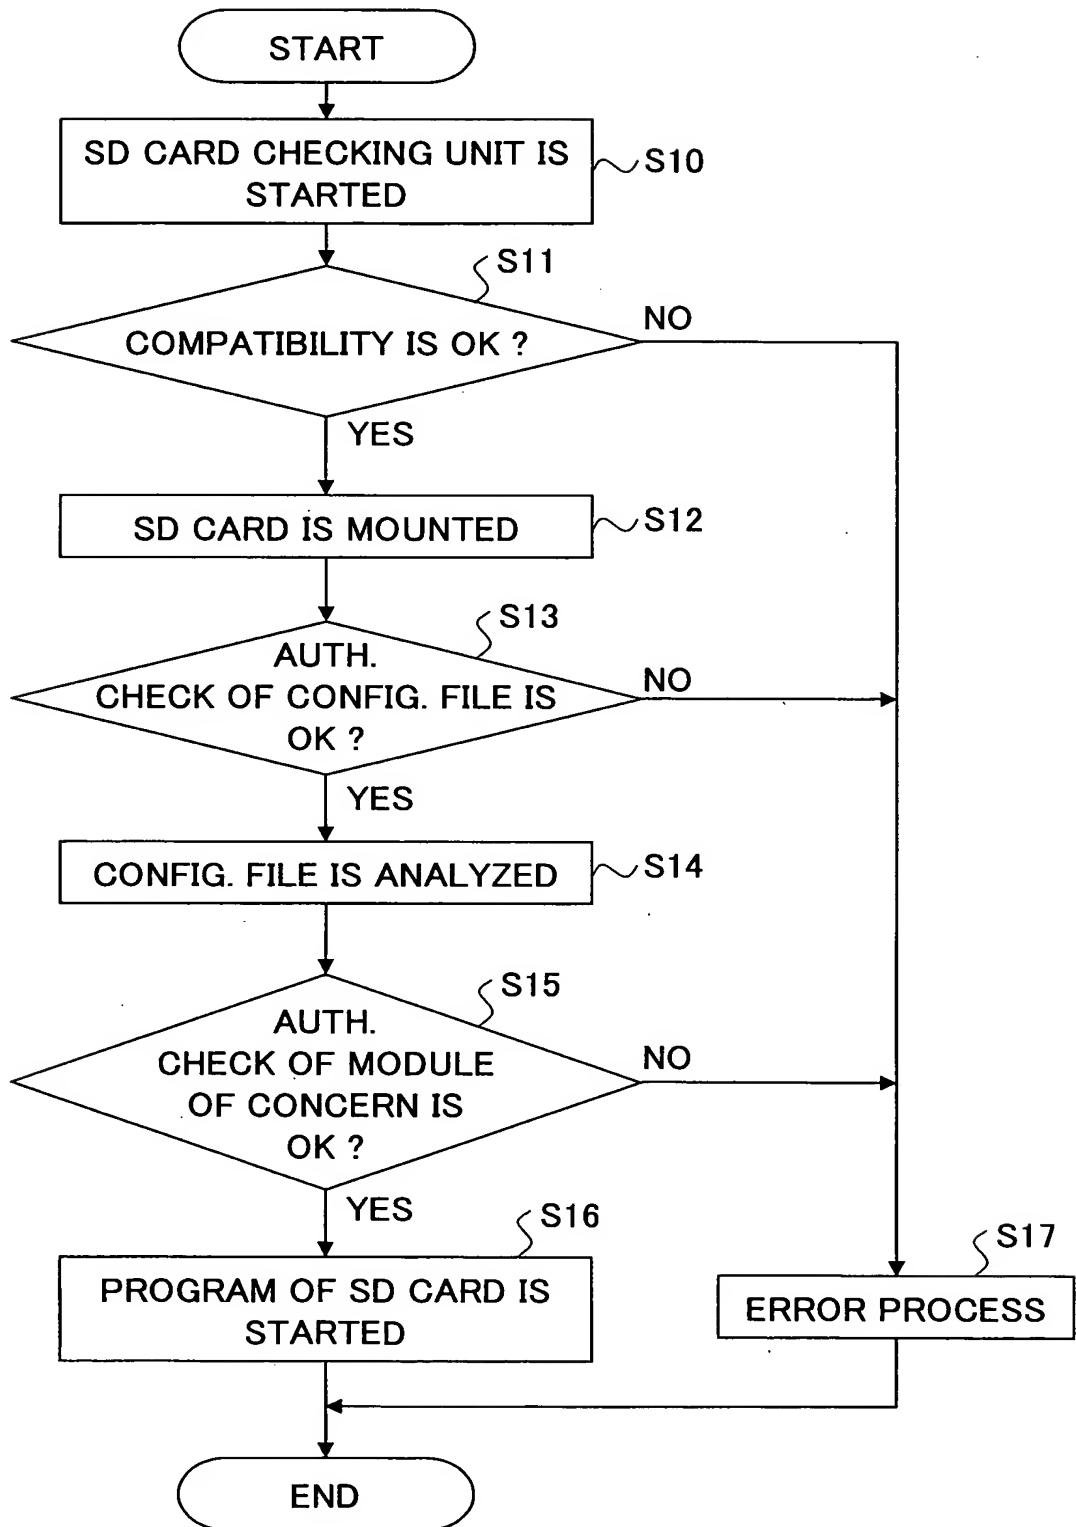 START
SD CARD CHECKING UNIT IS
STARTED
S10
S11
COMPATIBILITY IS OK ?
NO
YES
SD CARD IS MOUNTED
S12
S13
AUTH.
CHECK OF CONFIG. FILE IS
OK ?
NO
YES
CONFIG. FILE IS ANALYZED
S14
S15
AUTH.
CHECK OF MODULE
OF CONCERN IS
OK ?
NO
YES
S16
PROGRAM OF SD CARD IS
STARTED
S17
ERROR PROCESS
END